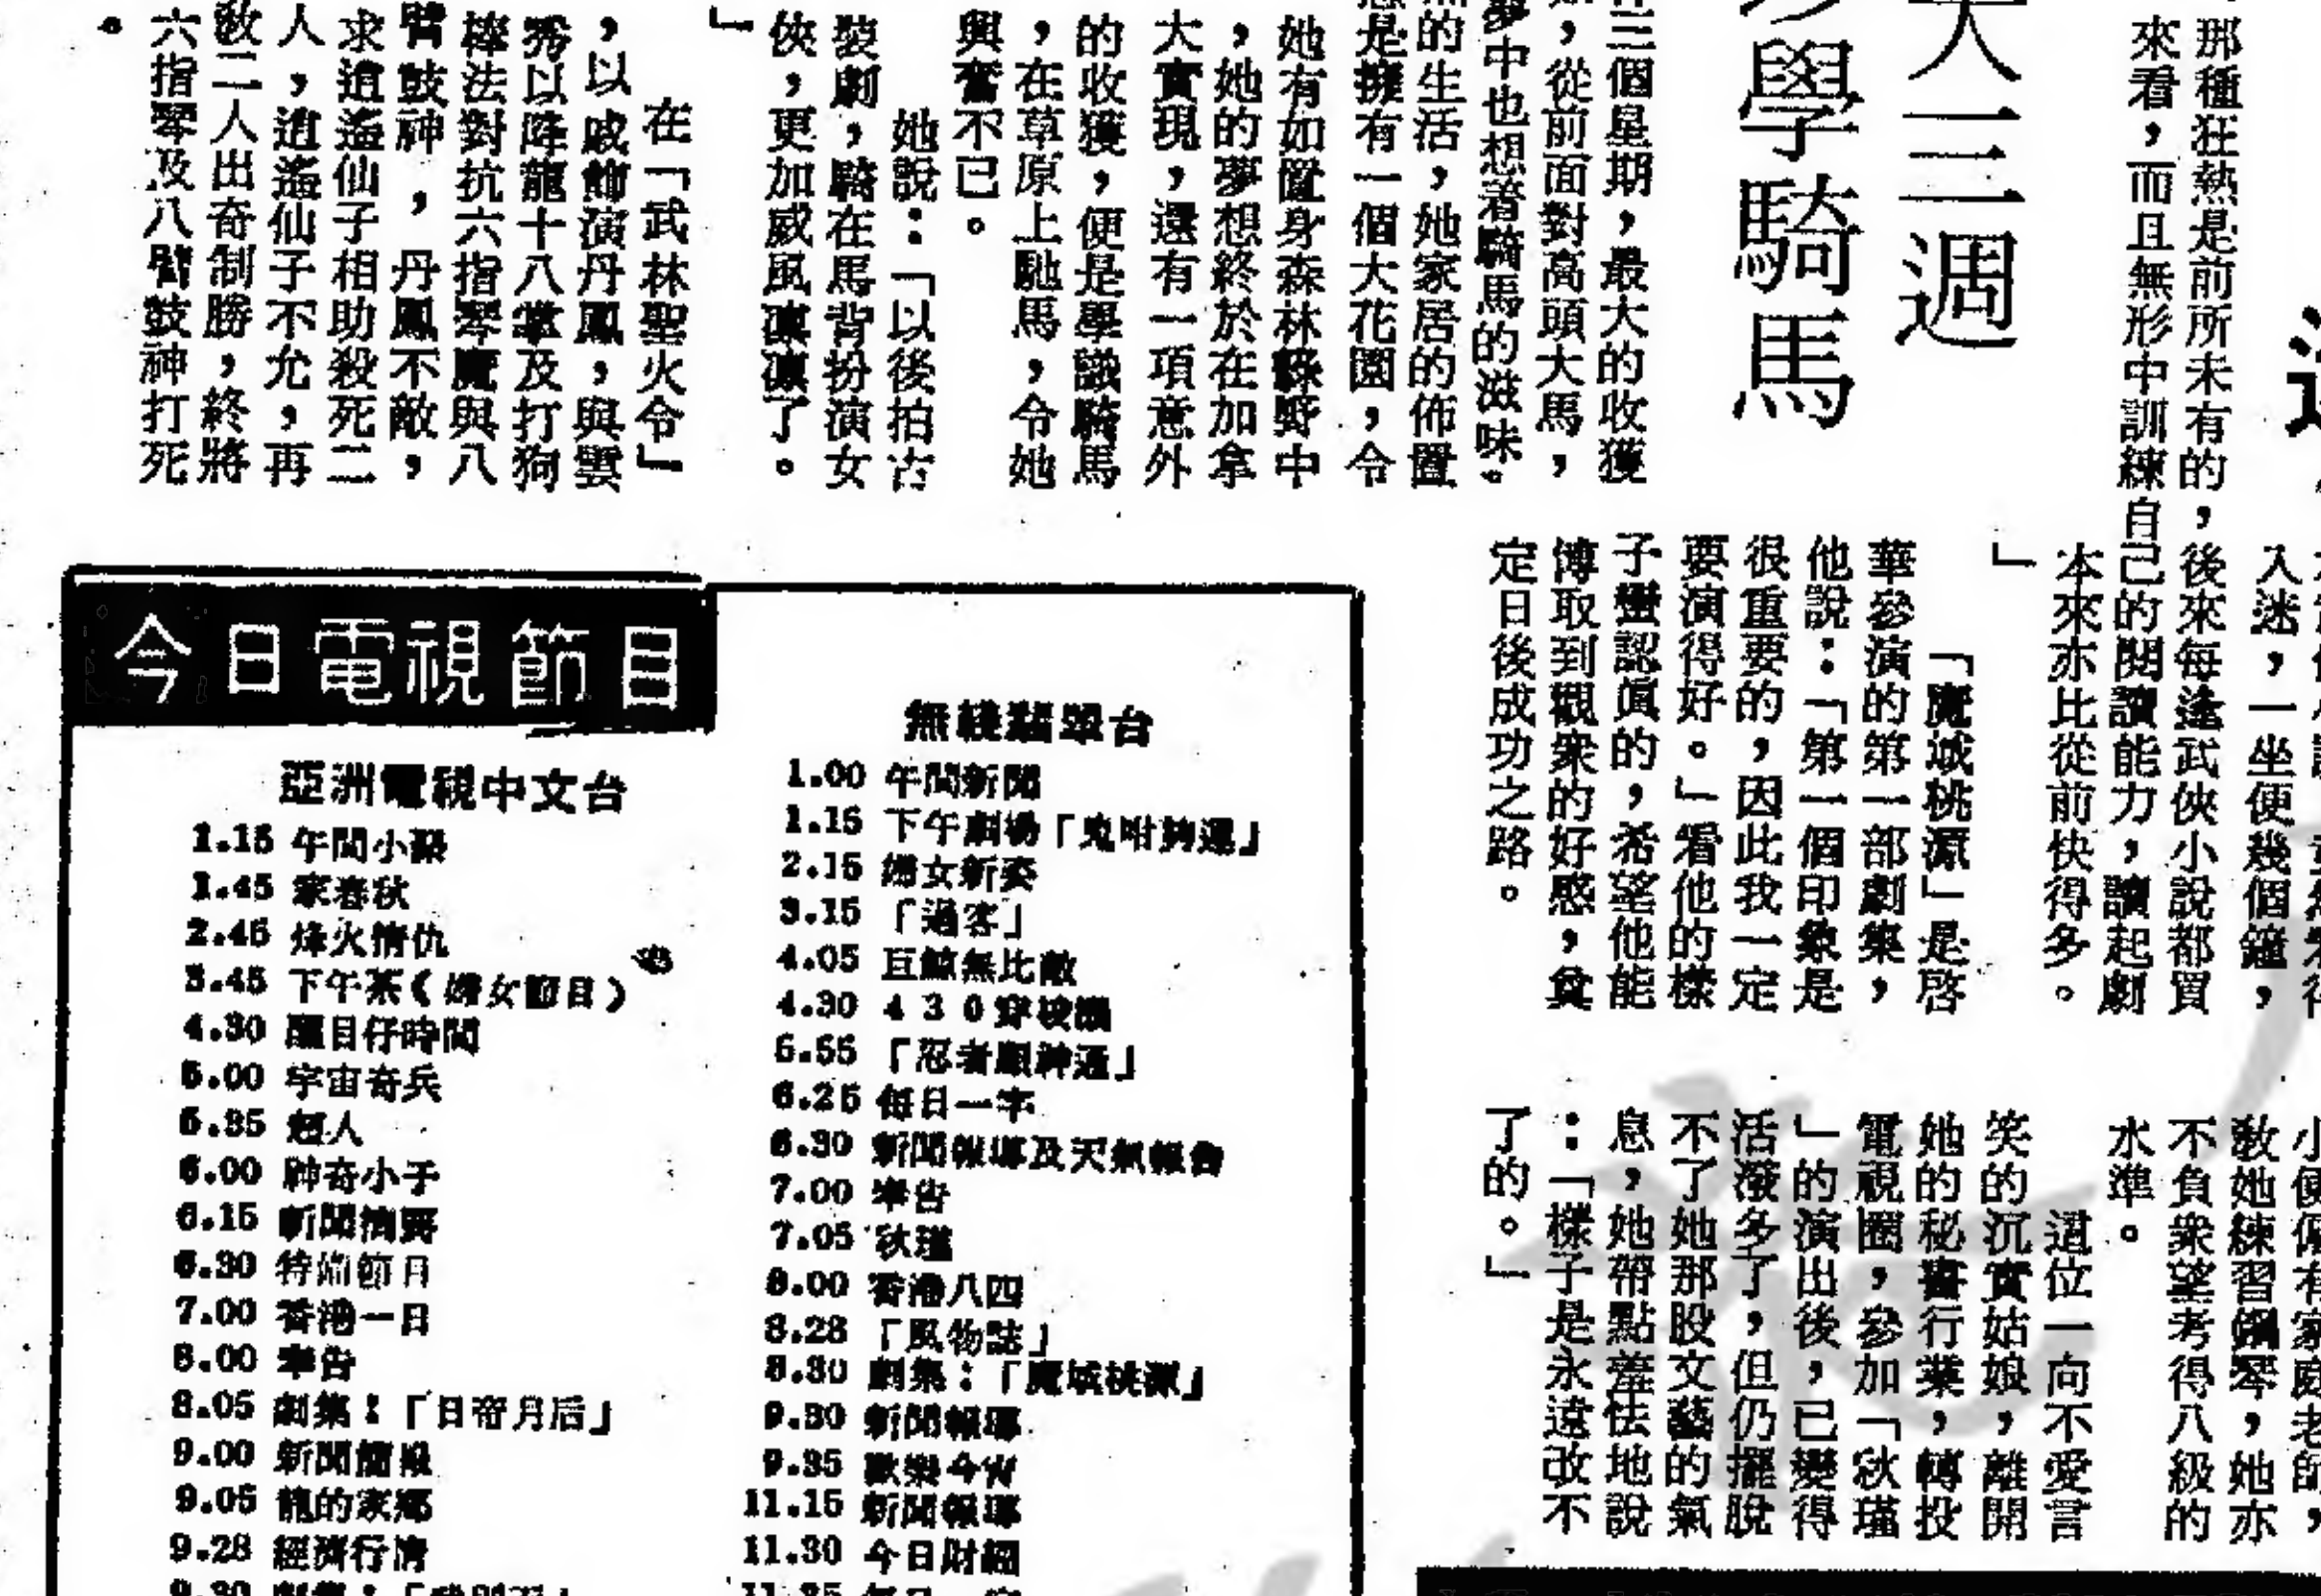 那種狂熱是前所未有的，後來每逢武俠小說都買
來看，而且無形中訓練自己的閱讀能力，讀起劇
本來亦比從前快得多。
」
入迷，一坐便幾個鐘，
大三週
學騎馬
三個星期，最大的收獲
，從前面對高頭大馬，
夢中也想著騎馬的滋味。
的生活，她家居的佈置
是擁有一個大花園，令
她有如置身森林綠野中
，她的夢想終於在加拿
大實現，還有一項意外
的收獲，便是學識騎馬
，在草原上馳馬，令她
興奮不已。
她說：「以後拍古
裝劇，騎在馬背扮演女
俠，更加威風凜凜了。
」
在「武林聖火令」
，以戚飾演丹鳳，與雲
秀以降龍十八掌及打狗
棒法對抗六指琴魔與八
臂鼓神，丹鳳不敵，
求逍遙仙子相助殺死二
人，逍遙仙子不允，再
敎二人出奇制勝，終將
六指琴及八臂鼓神打死
。
「魔域桃源」是啓
華參演的第一部劇集，
他說：「第一個印象是
很重要的，因此我一定
要演得好。」看他的樣
子蠻認眞的，希望他能
博取到觀衆的好感，奠
定日後成功之路。
敎她練習鋼琴，她亦
不負衆望考得八級的
水準。
這位一向不愛言
笑的沉實姑娘，離開
她的秘書行業，轉投
電視圈，參加「秋瑾
」的演出後，已變得
活潑多了，但仍擺脫
不了她那股文藝的氣
息，她帶點羞怯地說
：「樣子是永遠改不
了的。」
今日電視節目
亞洲電視中文台
1.15 午間小聚
1.45 家春秋
2.45 烽火情仇
3.45 下午茶（婦女節目）
4.30 醒目仔時間
5.00 宇宙奇兵
5.35 超人
6.00 神奇小子
6.15 新聞摘要
6.30 特備節目
7.00 香港一日
8.00 率告
8.05 劇集：「日帝月后」
9.00 新聞簡報
9.05 龍的家鄉
9.28 經濟行情
9.30 劇集：
無綫翡翠台
1.00 午間新聞
1.15 下午劇場「鬼咁夠運」
2.15 婦女新姿
3.15 「過客」
4.05 巨鯨無比敵
4.30 430穿梭機
5.55 「忍者顯神通」
6.25 每日一字
6.30 新聞報導及天氣報告
7.00 率告
7.05 秋瑾
8.00 香港八四
8.28 「風物誌」
8.30 劇集：「魔域桃源」
9.30 新聞報導
9.35 歡樂今宵
11.15 新聞報導
11.30 今日財經